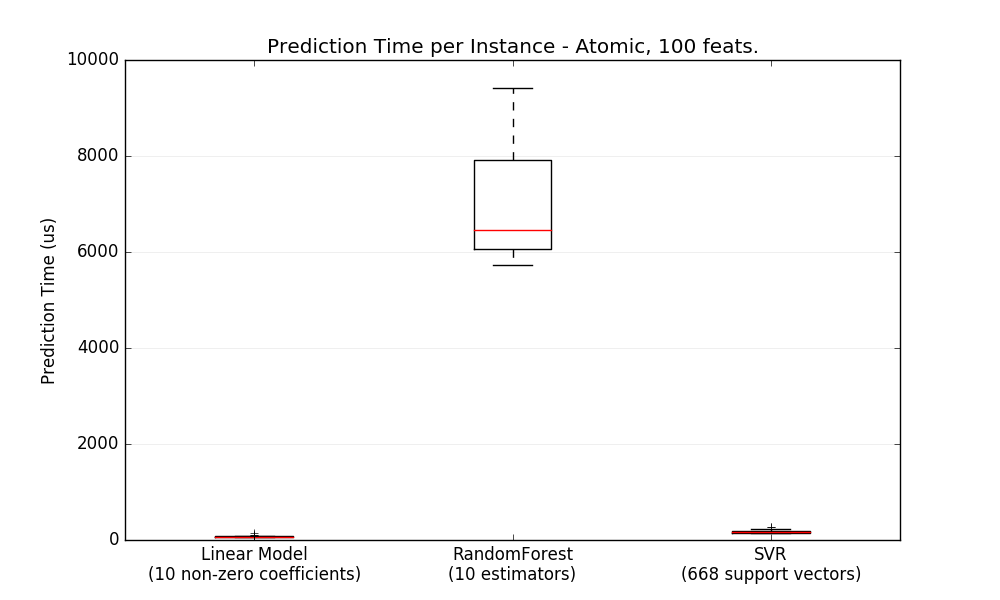 Prediction Time per Instance - Atomic, 100 feats.
10000
8000
6000
4000
2000
0
Prediction Time (us)
Linear Model
(10 non-zero coefficients)
RandomForest
(10 estimators)
SVR
(668 support vectors)